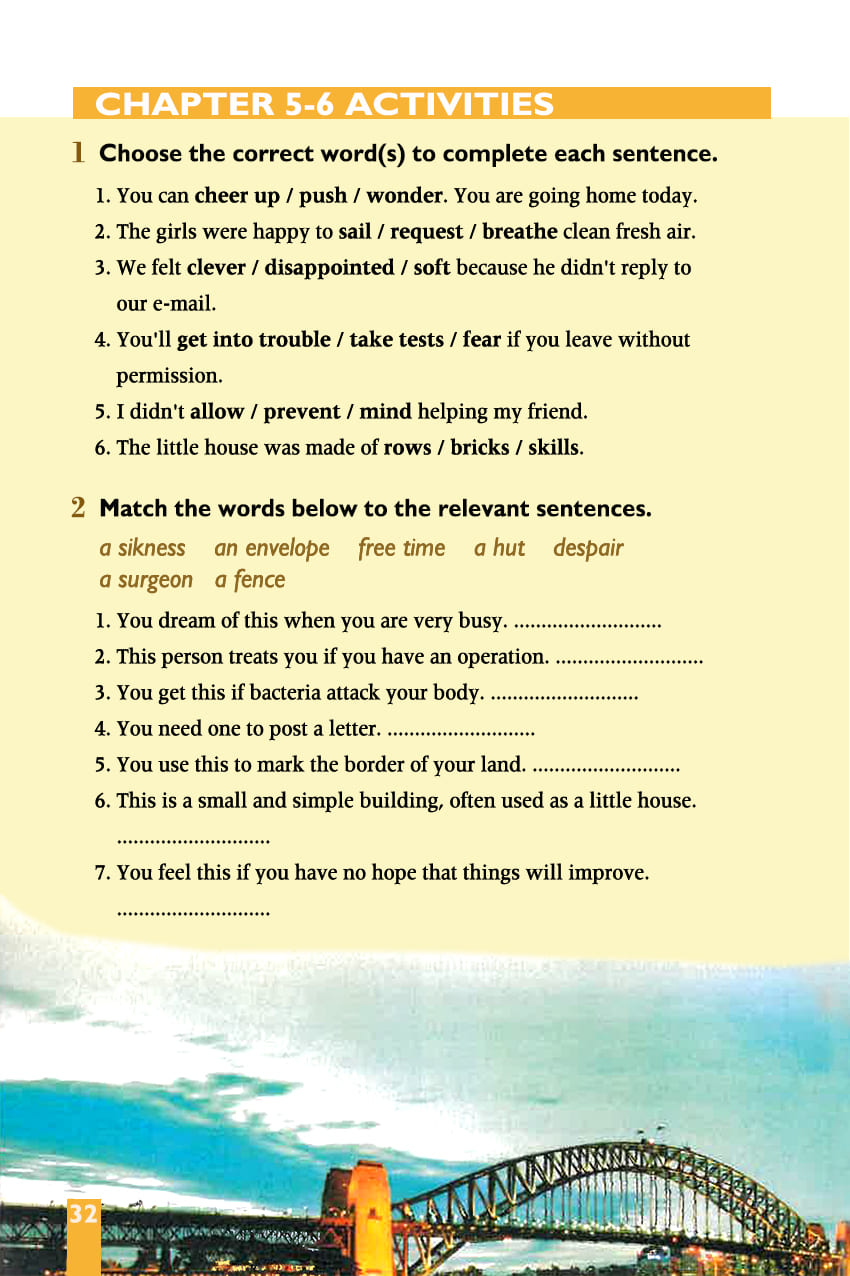 CHAPTER 5-6 ACTIVITIES
1 Choose the correct word(s) to complete each sentence.
1. You can cheer up / push / wonder. You are going home today.
2. The girls were happy to sail / request / breathe clean fresh air.
3. We felt clever / disappointed / soft because he didn't reply to
our e-mail.
4. You'll get into trouble / take tests / fear if you leave without
permission.
5. I didn't allow / prevent / mind helping my friend.
6. The little house was made of rows / bricks / skills.
2 Match the words below to the relevant sentences.
a sikness an envelope free time a hut despair
a surgeon a fence
1. You dream of this when you are very busy. ...........................
2. This person treats you if you have an operation. ...........................
3. You get this if bacteria attack your body. ...........................
4. You need one to post a letter. ...........................
5. You use this to mark the border of your land. ...........................
6. This is a small and simple building, often used as a little house.
............................
7. You feel this if you have no hope that things will improve.
............................
32